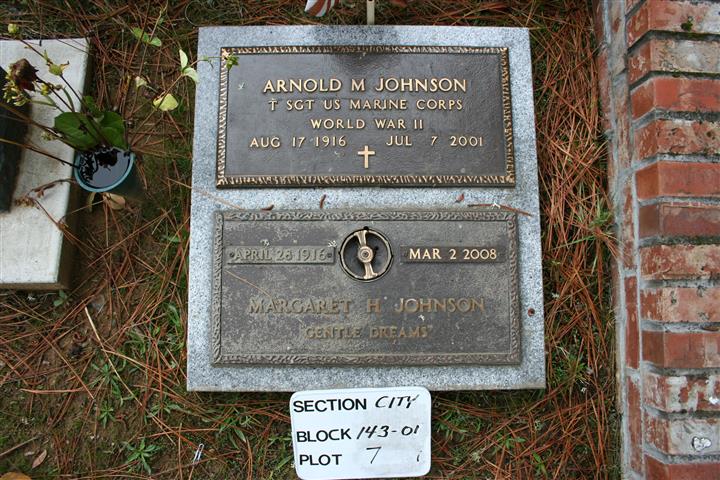 ARNOLD M JOHNSON
T SGT US MARINE CORPS
WORLD WAR II
AUG 17 1916 JUL 7 2001
APRIL 28 1916 MAR 2 2008
MARGARET H JOHNSON
"GENTLE DREAMS"
SECTION CITY
BLOCK 143-01
PLOT 7